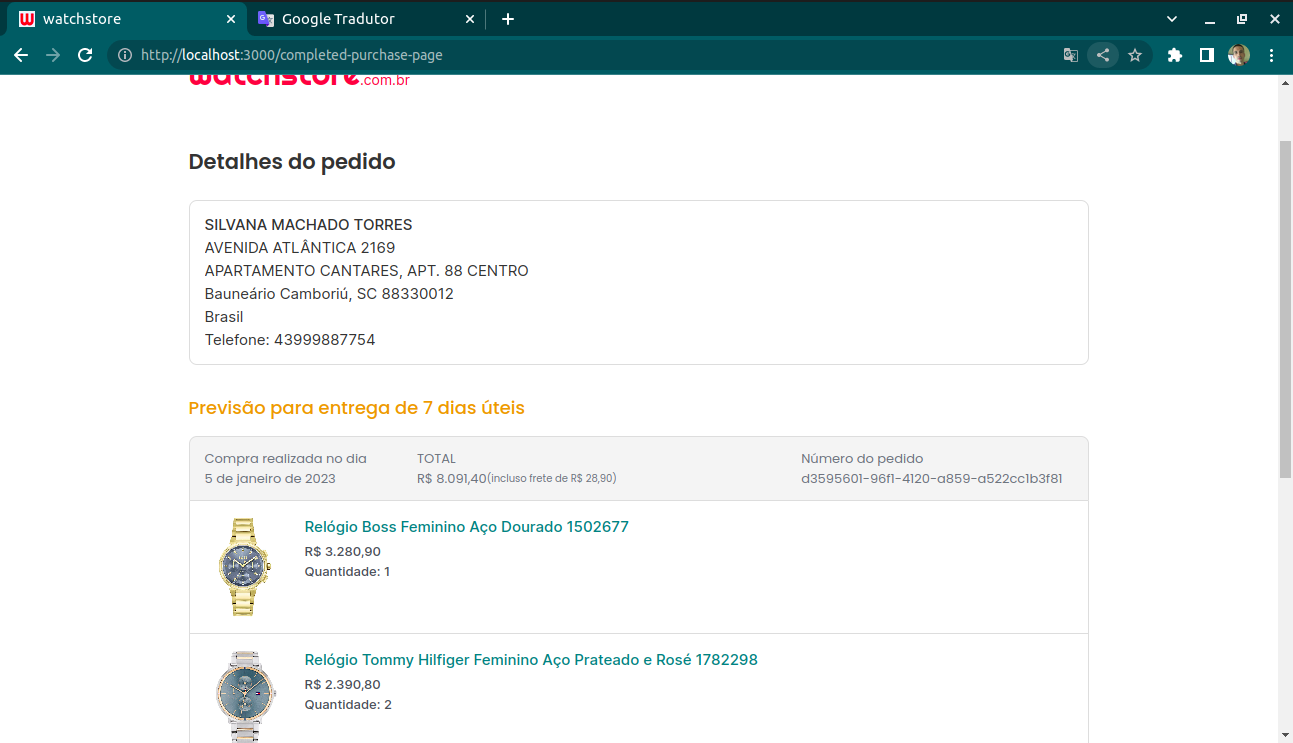 watchstore
Google Tradutor
http://localhost:3000/completed-purchase-page
watchstore.com.br
Detalhes do pedido
SILVANA MACHADO TORRES
AVENIDA ATLÂNTICA 2169
APARTAMENTO CANTARES, APT. 88 CENTRO
Bauneário Camboriú, SC 88330012
Brasil
Telefone: 43999887754
Previsão para entrega de 7 dias úteis
Compra realizada no dia
5 de janeiro de 2023
TOTAL
R$ 8.091,40(incluso frete de R$ 28,90)
Número do pedido
d3595601-96f1-4120-a859-a522cc1b3f81
Relógio Boss Feminino Aço Dourado 1502677
R$ 3.280,90
Quantidade: 1
Relógio Tommy Hilfiger Feminino Aço Prateado e Rosé 1782298
R$ 2.390,80
Quantidade: 2